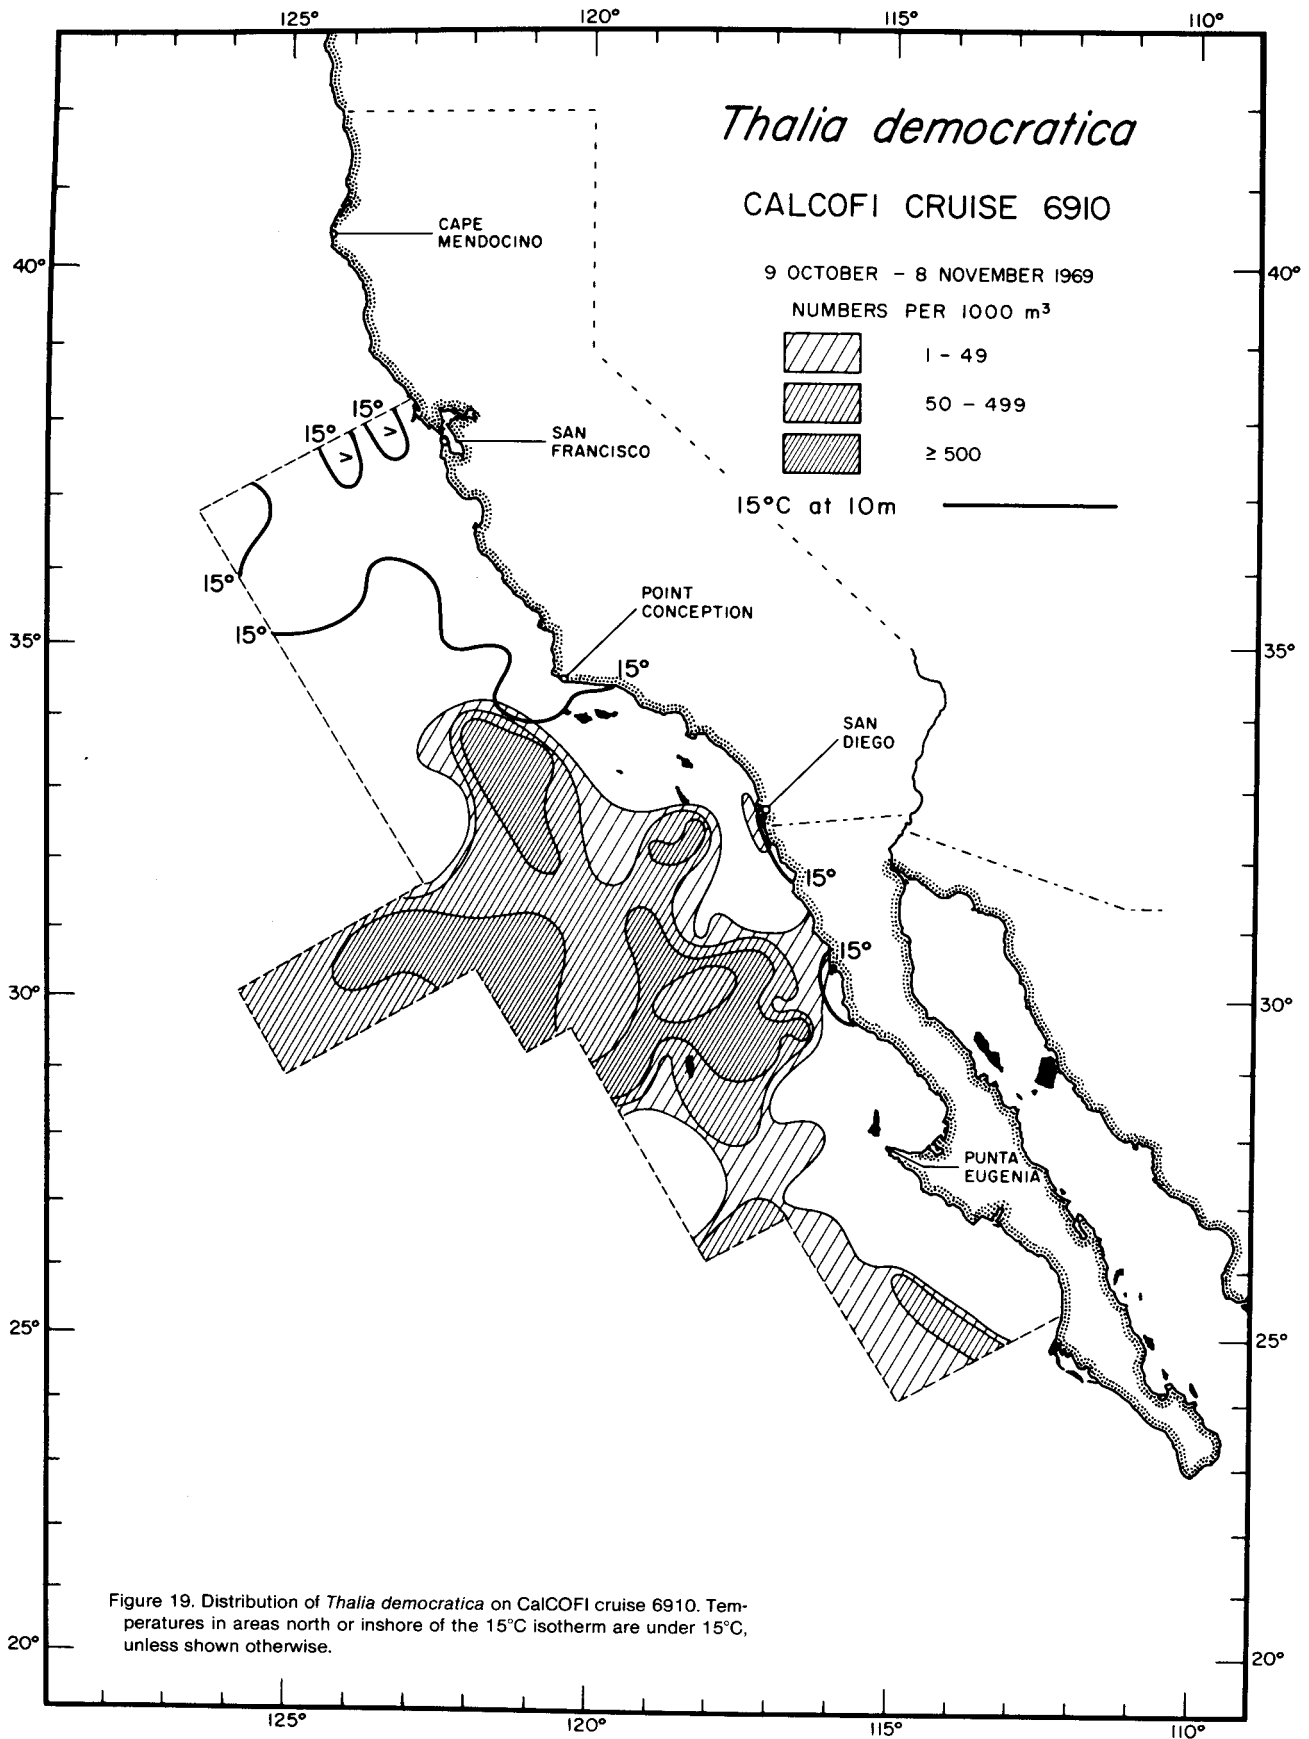 125° 120° 115° 110°
Thalia democratica
CALCOFI CRUISE 6910
CAPE
MENDOCINO
40° 40°
9 OCTOBER – 8 NOVEMBER 1969
NUMBERS PER 1000 m³
1 – 49
50 – 499
≥ 500
15°C at 10m
15°
15°
>
>
SAN
FRANCISCO
15°
15°
POINT
CONCEPTION
35° 35°
15°
SAN
DIEGO
15°
15°
30° 30°
PUNTA
EUGENIA
25° 25°
Figure 19. Distribution of Thalia democratica on CalCOFI cruise 6910. Tem-
peratures in areas north or inshore of the 15°C isotherm are under 15°C,
unless shown otherwise.
20° 20°
125° 120° 115° 110°